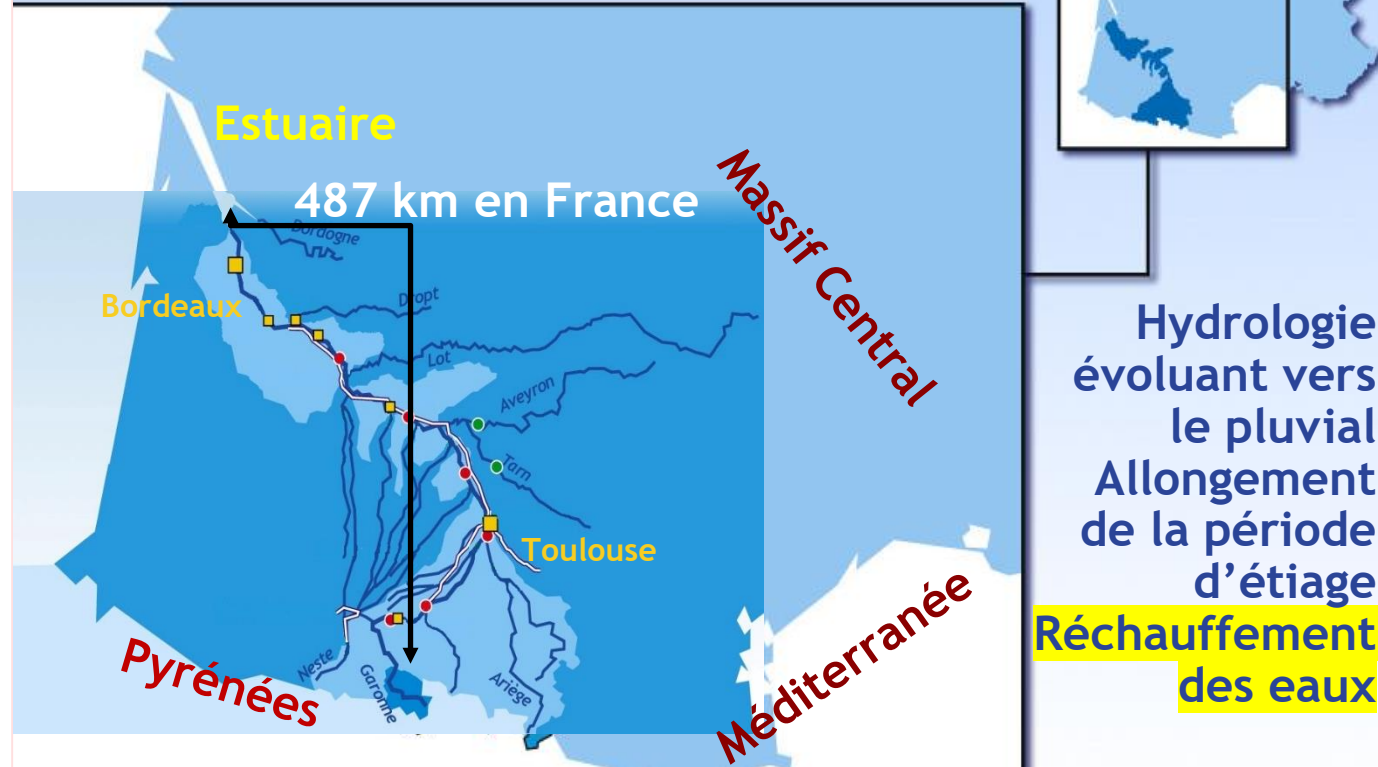 Estuaire
487 km en France
Dordogne
Massif Central
Bordeaux
Dropt
Lot
Aveyron
Tarn
Toulouse
Pyrénées
Neste
Garonne
Ariège
Méditerranée
Hydrologie
évoluant vers
le pluvial
Allongement
de la période
d’étiage
Réchauffement
des eaux